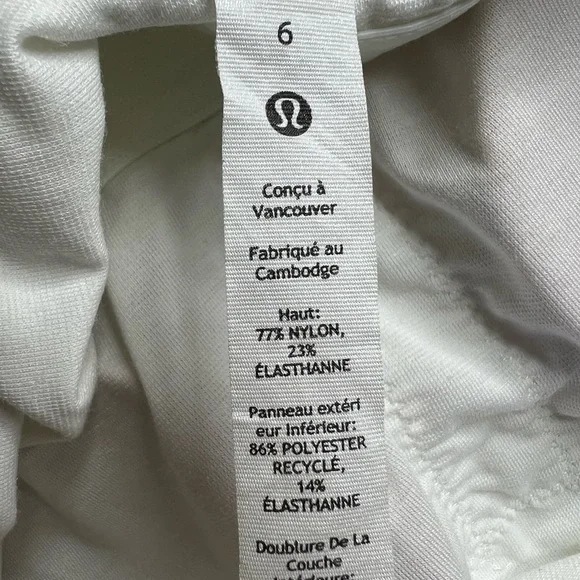 6
Conçu à
Vancouver
Fabriqué au
Cambodge
Haut:
77% NYLON,
23%
ÉLASTHANNE
Panneau extéri
eur Inférieur:
86% POLYESTER
RECYCLÉ,
14%
ÉLASTHANNE
Doublure De La
Couche
Intérieure: